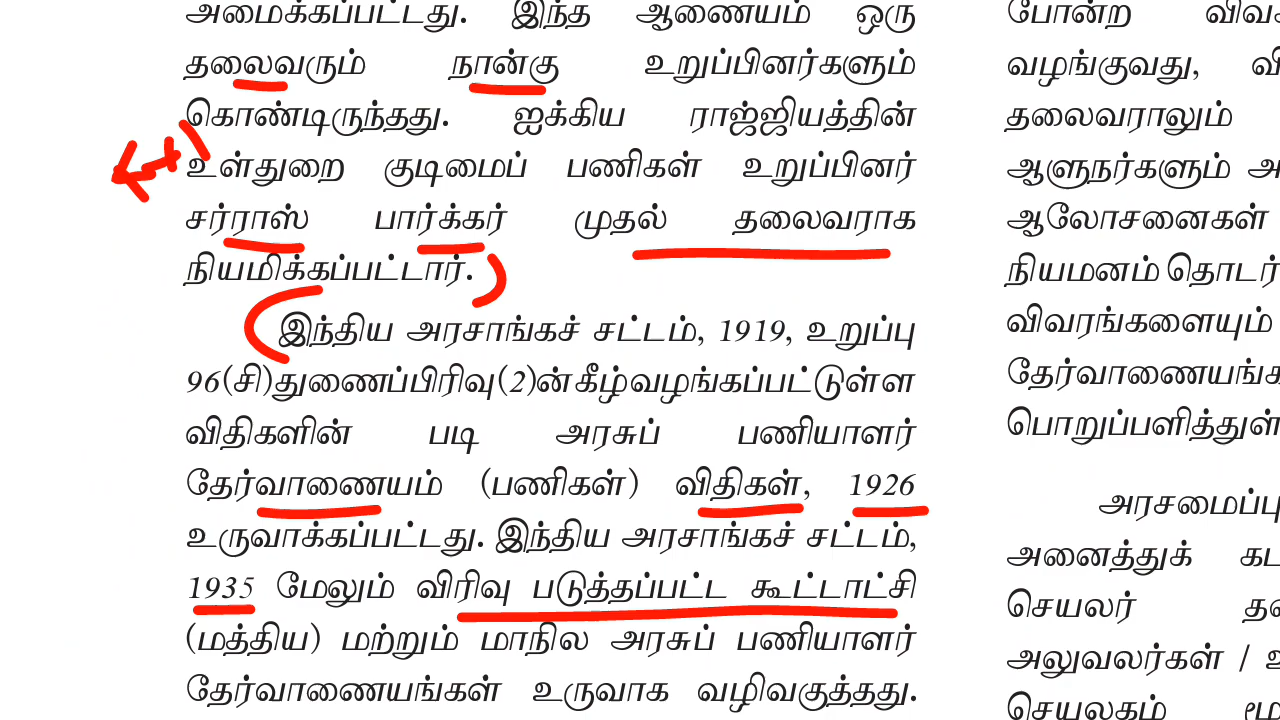 அமைக்கப்பட்டது. இந்த ஆணையம் ஒரு
தலைவரும் நான்கு உறுப்பினர்களும்
கொண்டிருந்தது. ஐக்கிய ராஜ்ஜியத்தின்
உள்துறை குடிமைப் பணிகள் உறுப்பினர்
சர்ராஸ் பார்க்கர் முதல் தலைவராக
நியமிக்கப்பட்டார்.
இந்திய அரசாங்கச் சட்டம், 1919, உறுப்பு
96(சி)துணைப்பிரிவு(2)ன்கீழ்வழங்கப்பட்டுள்ள
விதிகளின் படி அரசுப் பணியாளர்
தேர்வாணையம் (பணிகள்) விதிகள், 1926
உருவாக்கப்பட்டது. இந்திய அரசாங்கச் சட்டம்,
1935 மேலும் விரிவு படுத்தப்பட்ட கூட்டாட்சி
(மத்திய) மற்றும் மாநில அரசுப் பணியாளர்
தேர்வாணையங்கள் உருவாக வழிவகுத்தது.
போன்ற
வழங்குவது,
தலைவராலும்
ஆளுநர்களும்
ஆலோசனைகள்
நியமனம் தொடர்
விவரங்களையும்
தேர்வாணையங்க
பொறுப்பளித்துள்
அரசமைப்பு
அனைத்துக்
செயலர்
அலுவலர்கள் /
செயலகம்